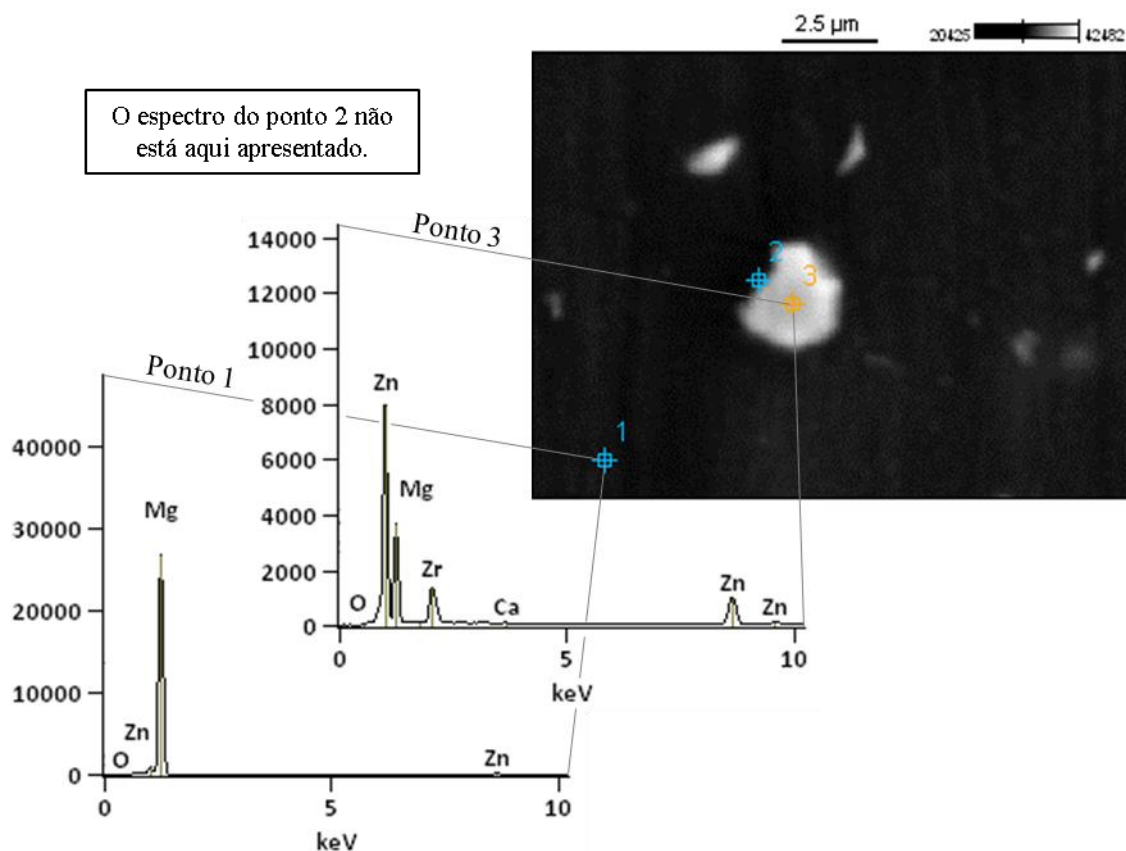 2.5 µm
20425
42482
O espectro do ponto 2 não
está aqui apresentado.
2
3
1
Ponto 3
14000
12000
10000
8000
6000
4000
2000
0
Zn
Mg
Zr
O
Ca
Zn
Zn
0
5
10
keV
Ponto 1
40000
30000
20000
10000
0
Mg
Zn
O
Zn
0
5
10
keV